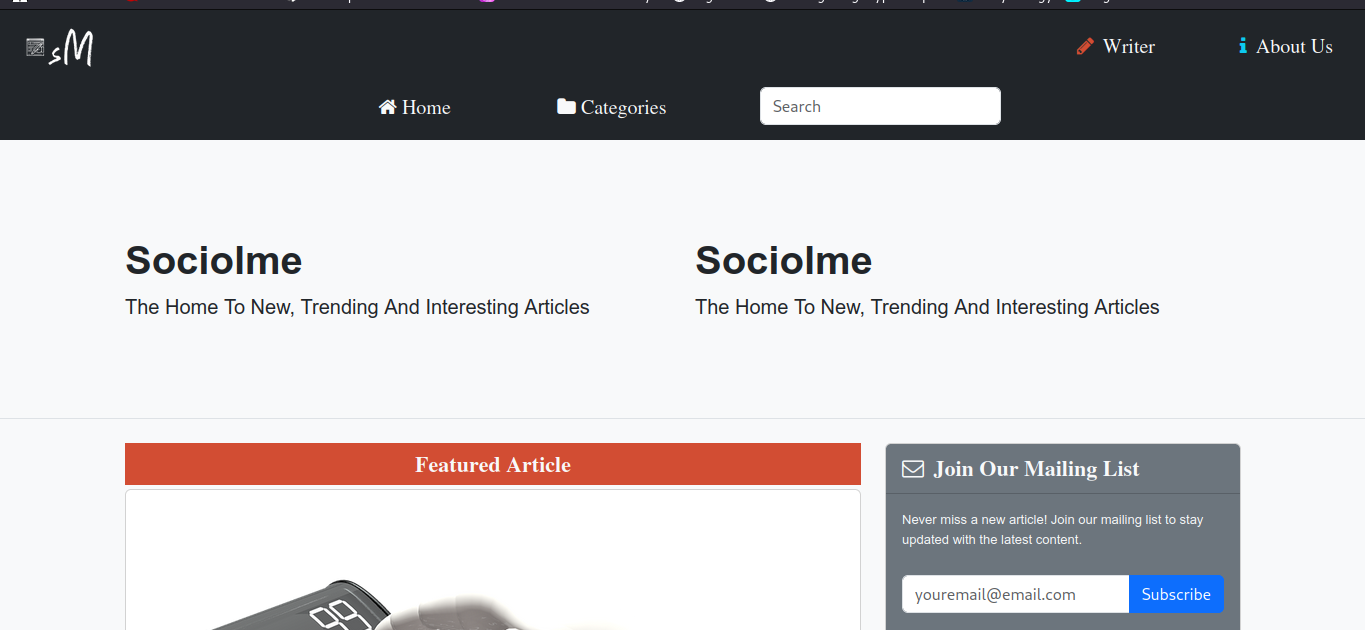 sM
Writer
About Us
Home
Categories
Search
Sociolme
The Home To New, Trending And Interesting Articles
Sociolme
The Home To New, Trending And Interesting Articles
Featured Article
Join Our Mailing List
Never miss a new article! Join our mailing list to stay
updated with the latest content.
youremail@email.com
Subscribe